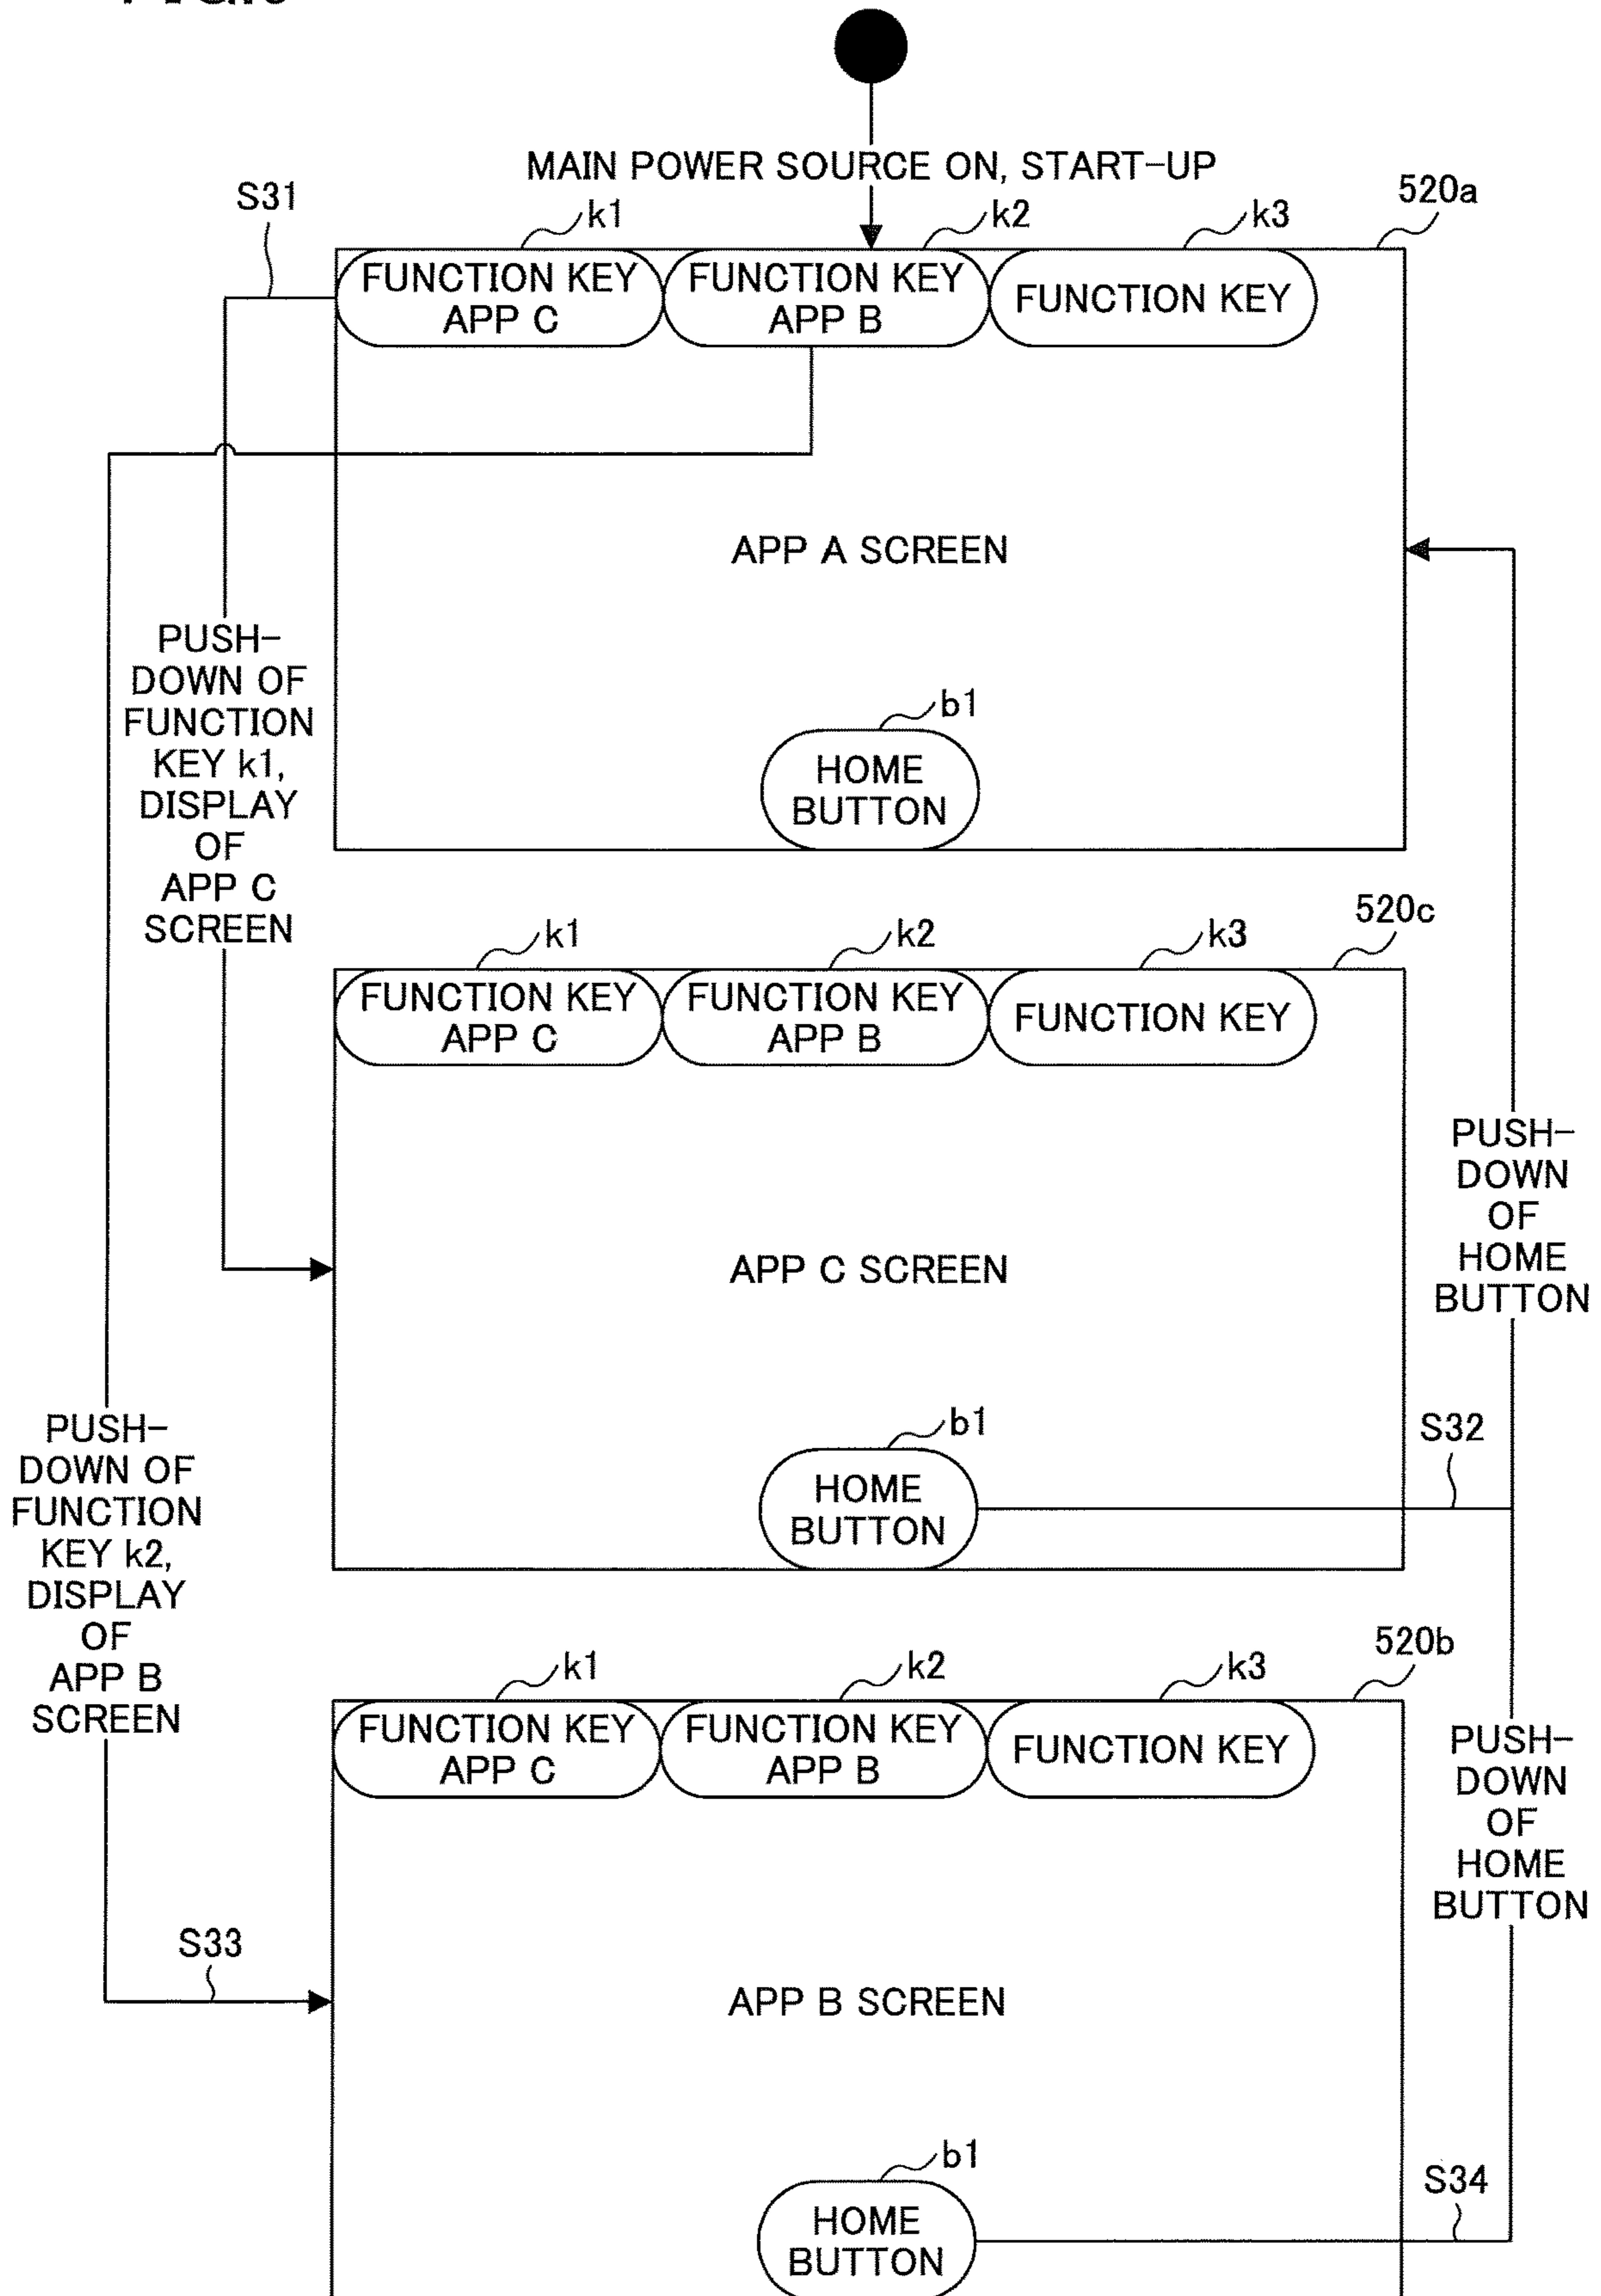 MAIN POWER SOURCE ON, START-UP
S31
k1
k2
k3
520a
FUNCTION KEY
APP C
FUNCTION KEY
APP B
FUNCTION KEY
APP A SCREEN
PUSH-
DOWN OF
FUNCTION
KEY k1,
DISPLAY
OF
APP C
SCREEN
b1
HOME
BUTTON
k1
k2
k3
520c
FUNCTION KEY
APP C
FUNCTION KEY
APP B
FUNCTION KEY
PUSH-
DOWN
OF
HOME
BUTTON
APP C SCREEN
b1
S32
HOME
BUTTON
PUSH-
DOWN OF
FUNCTION
KEY k2,
DISPLAY
OF
APP B
SCREEN
k1
k2
k3
520b
FUNCTION KEY
APP C
FUNCTION KEY
APP B
FUNCTION KEY
PUSH-
DOWN
OF
HOME
BUTTON
S33
APP B SCREEN
b1
S34
HOME
BUTTON